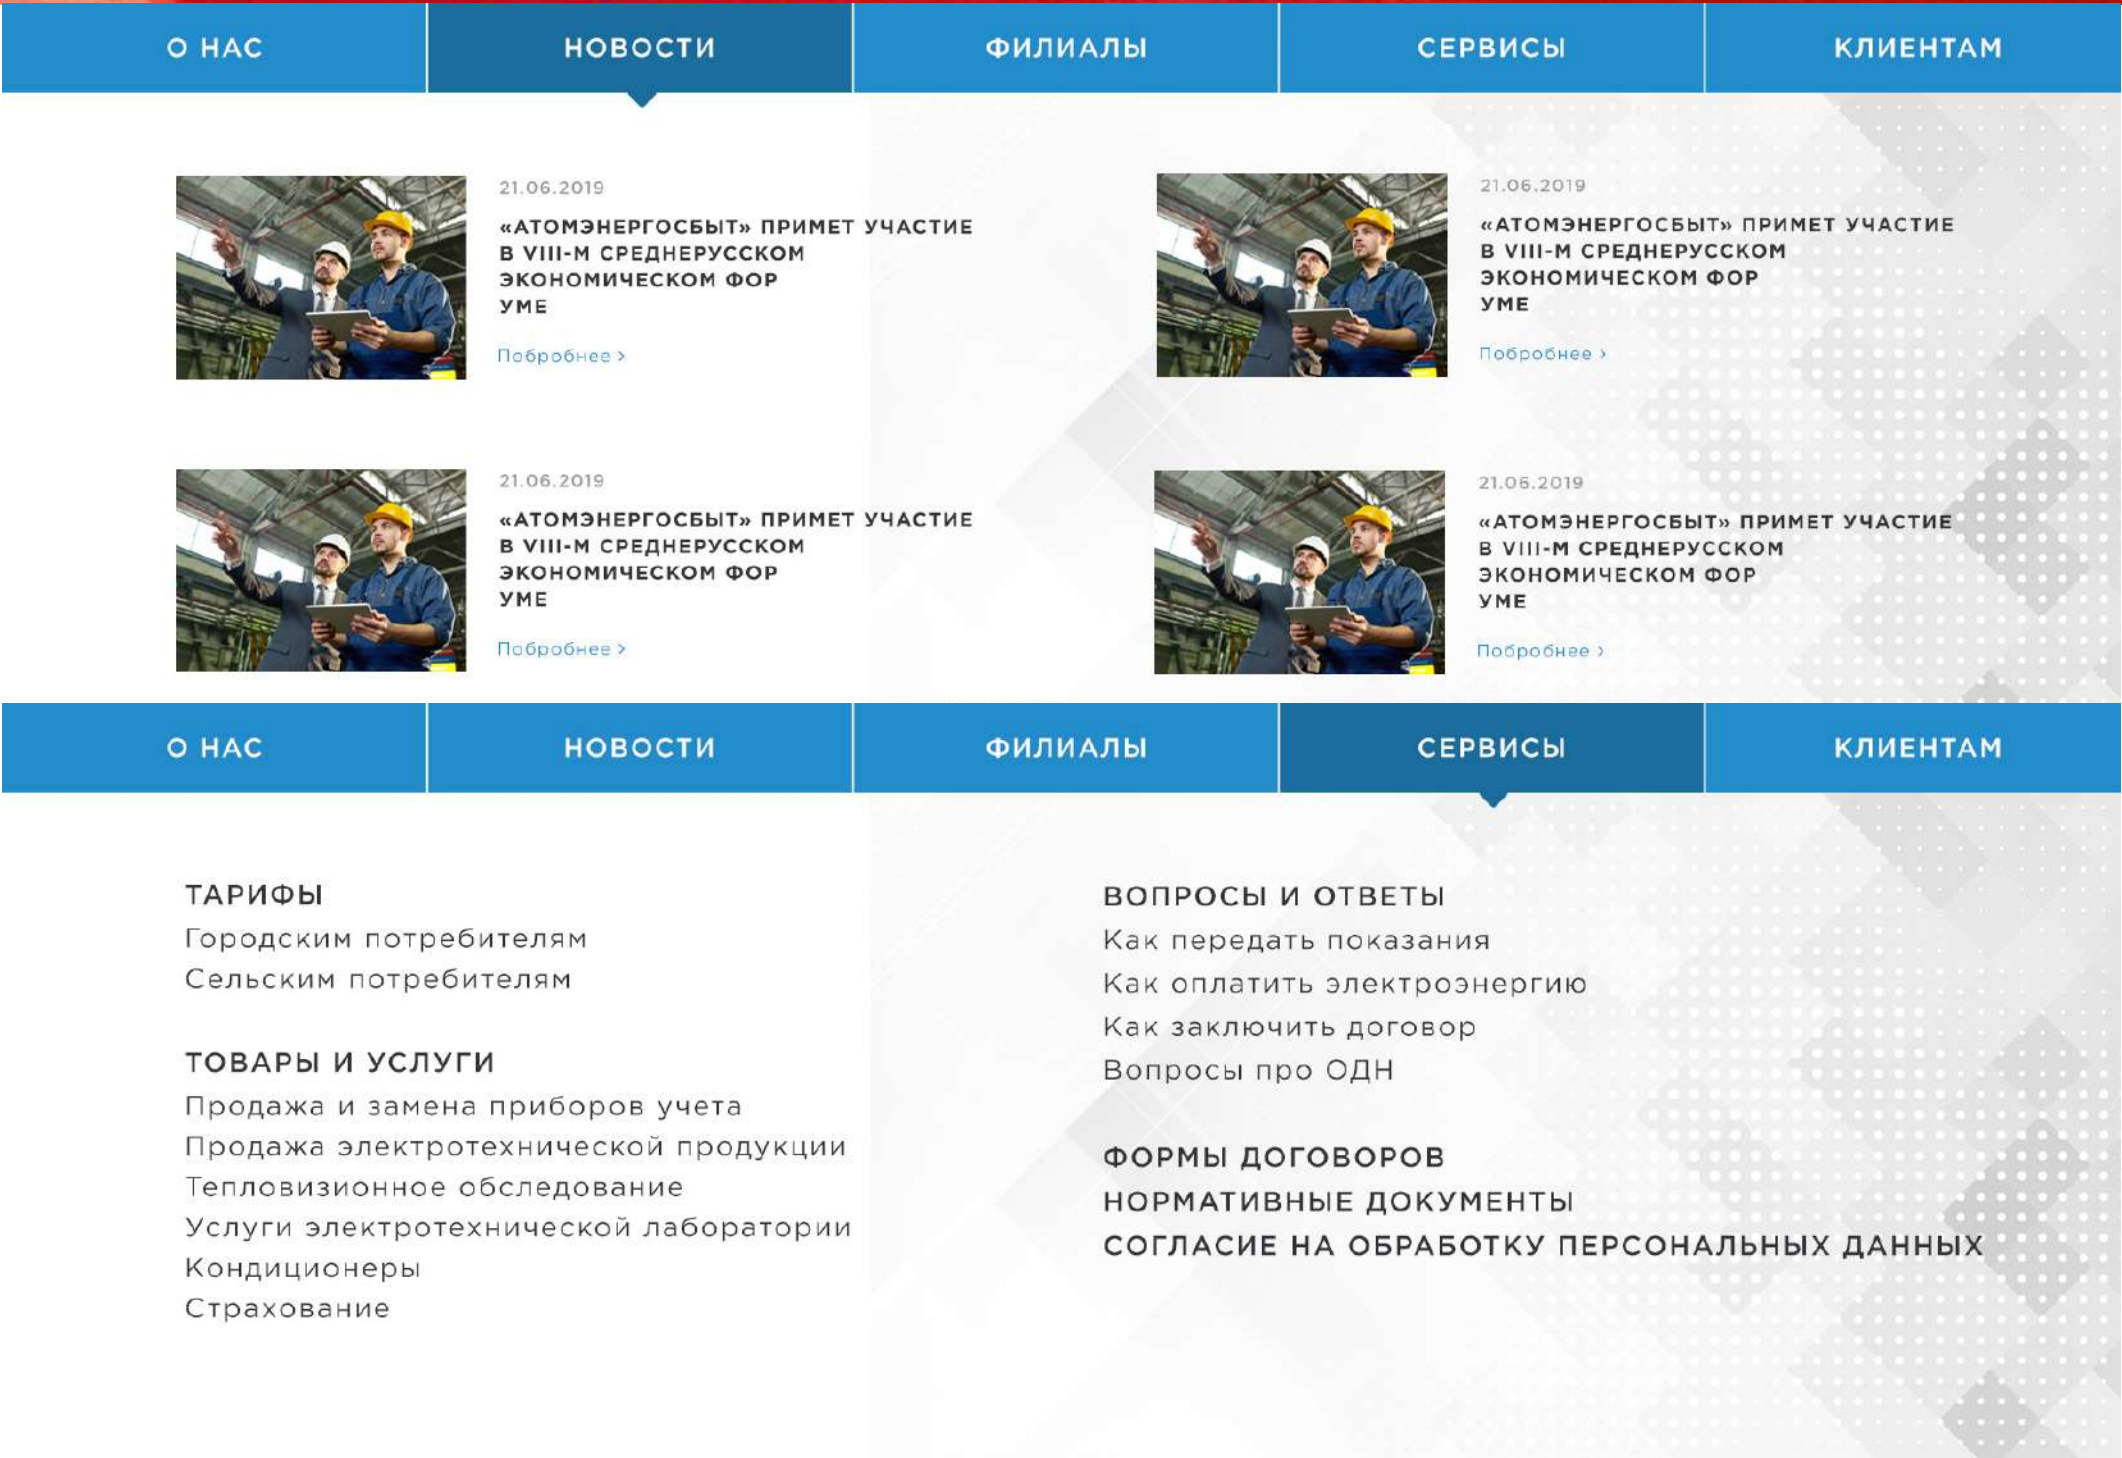 О НАС
НОВОСТИ
ФИЛИАЛЫ
СЕРВИСЫ
КЛИЕНТАМ
21.06.2019
«АТОМЭНЕРГОСБЫТ» ПРИМЕТ УЧАСТИЕ
В VIII-М СРЕДНЕРУССКОМ
ЭКОНОМИЧЕСКОМ ФОР
УМЕ
Побробнее >
21.06.2019
«АТОМЭНЕРГОСБЫТ» ПРИМЕТ УЧАСТИЕ
В VIII-М СРЕДНЕРУССКОМ
ЭКОНОМИЧЕСКОМ ФОР
УМЕ
Побробнее >
21.06.2019
«АТОМЭНЕРГОСБЫТ» ПРИМЕТ УЧАСТИЕ
В VIII-М СРЕДНЕРУССКОМ
ЭКОНОМИЧЕСКОМ ФОР
УМЕ
Побробнее >
21.06.2019
«АТОМЭНЕРГОСБЫТ» ПРИМЕТ УЧАСТИЕ
В VIII-М СРЕДНЕРУССКОМ
ЭКОНОМИЧЕСКОМ ФОР
УМЕ
Побробнее >
О НАС
НОВОСТИ
ФИЛИАЛЫ
СЕРВИСЫ
КЛИЕНТАМ
ТАРИФЫ
Городским потребителям
Сельским потребителям
ТОВАРЫ И УСЛУГИ
Продажа и замена приборов учета
Продажа электротехнической продукции
Тепловизионное обследование
Услуги электротехнической лаборатории
Кондиционеры
Страхование
ВОПРОСЫ И ОТВЕТЫ
Как передать показания
Как оплатить электроэнергию
Как заключить договор
Вопросы про ОДН
ФОРМЫ ДОГОВОРОВ
НОРМАТИВНЫЕ ДОКУМЕНТЫ
СОГЛАСИЕ НА ОБРАБОТКУ ПЕРСОНАЛЬНЫХ ДАННЫХ